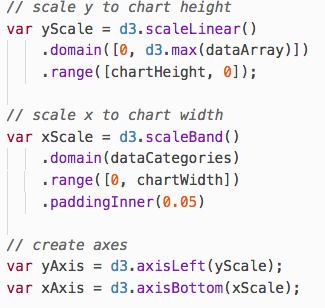 // scale y to chart height
var yScale = d3.scaleLinear()
.domain([0, d3.max(dataArray)])
.range([chartHeight, 0]);
// scale x to chart width
var xScale = d3.scaleBand()
.domain(dataCategories)
.range([0, chartWidth])
.paddingInner(0.05)
// create axes
var yAxis = d3.axisLeft(yScale);
var xAxis = d3.axisBottom(xScale);